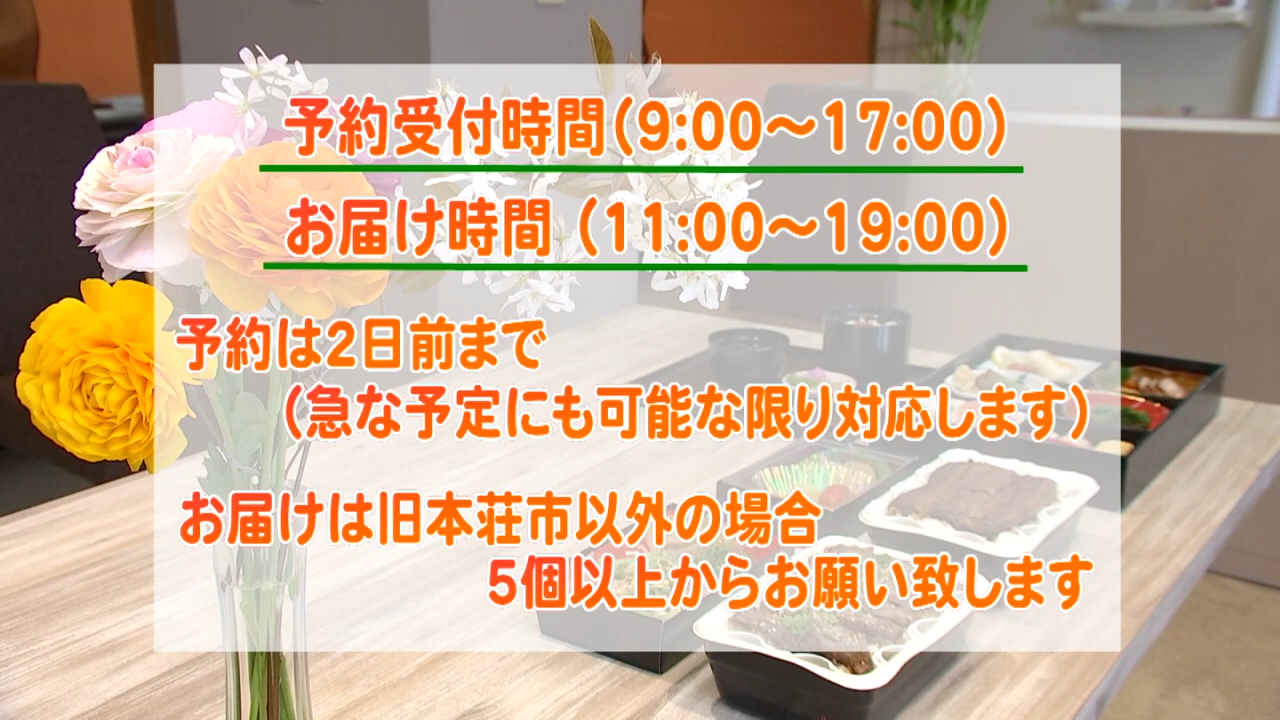 予約受付時間(9:00～17:00)
お届け時間 (11:00～19:00)
予約は2日前まで
(急な予定にも可能な限り対応します)
お届けは旧本荘市以外の場合
5個以上からお願い致します